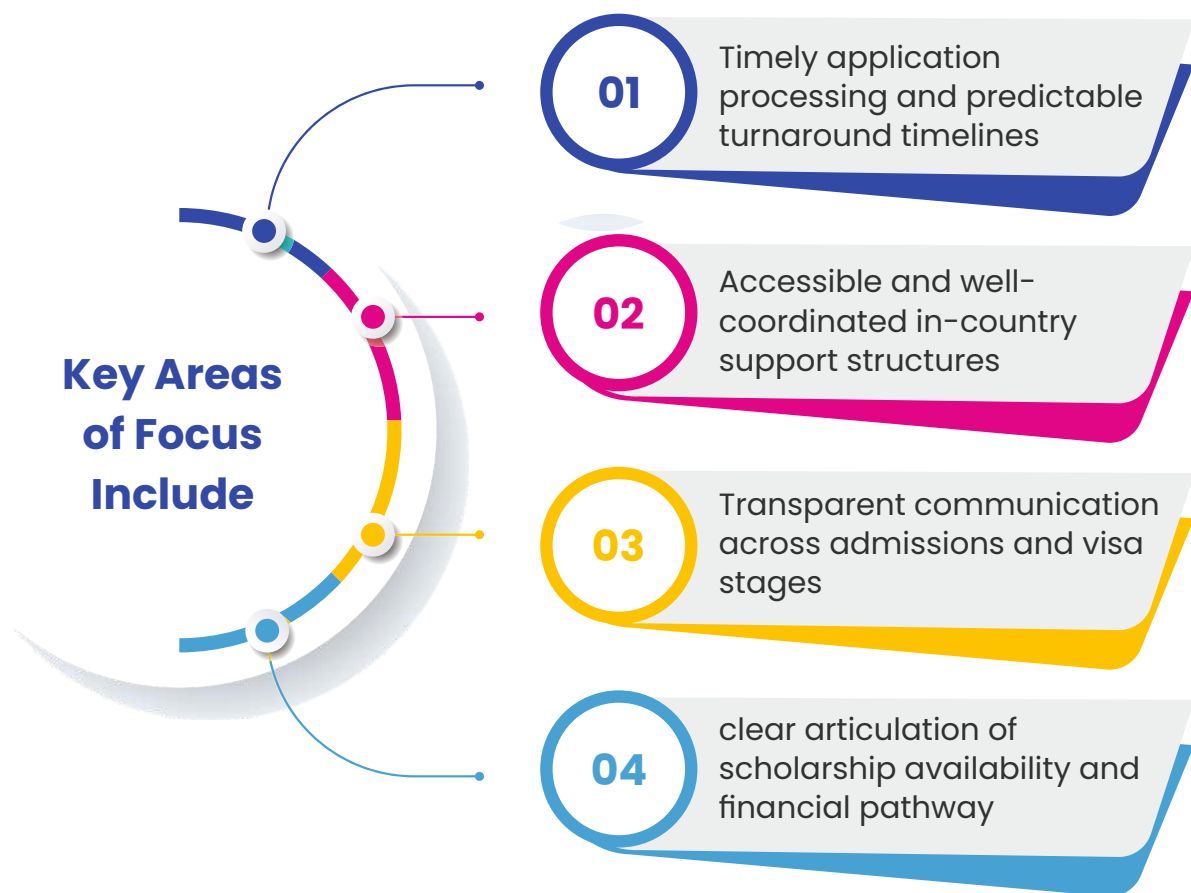 Key Areas
of Focus
Include
01
Timely application
processing and predictable
turnaround timelines
02
Accessible and well-
coordinated in-country
support structures
03
Transparent communication
across admissions and visa
stages
04
clear articulation of
scholarship availability and
financial pathway